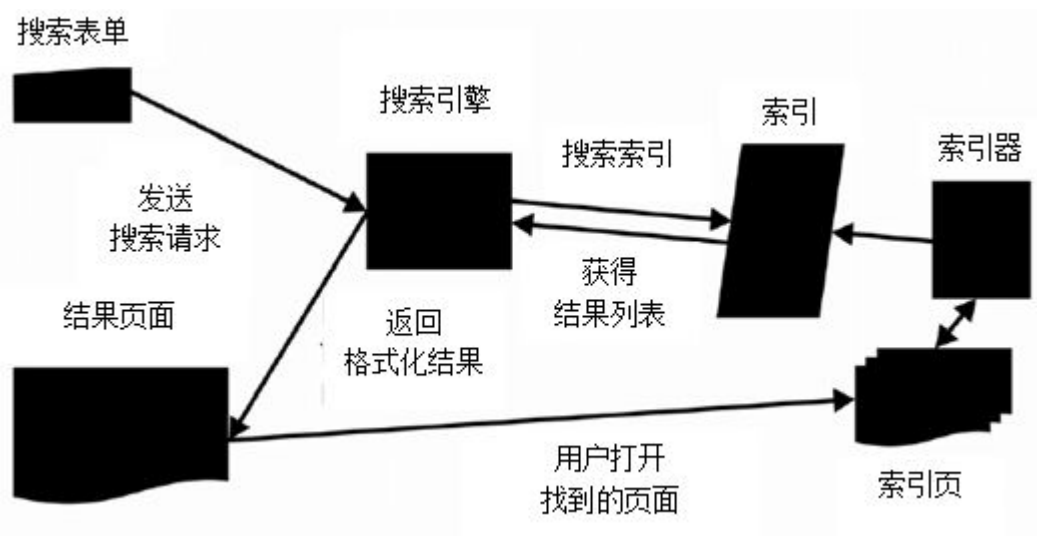 搜索表单
搜索引擎
索引
搜索索引
索引器
发送
搜索请求
获得
结果列表
结果页面
返回
格式化结果
用户打开
找到的页面
索引页